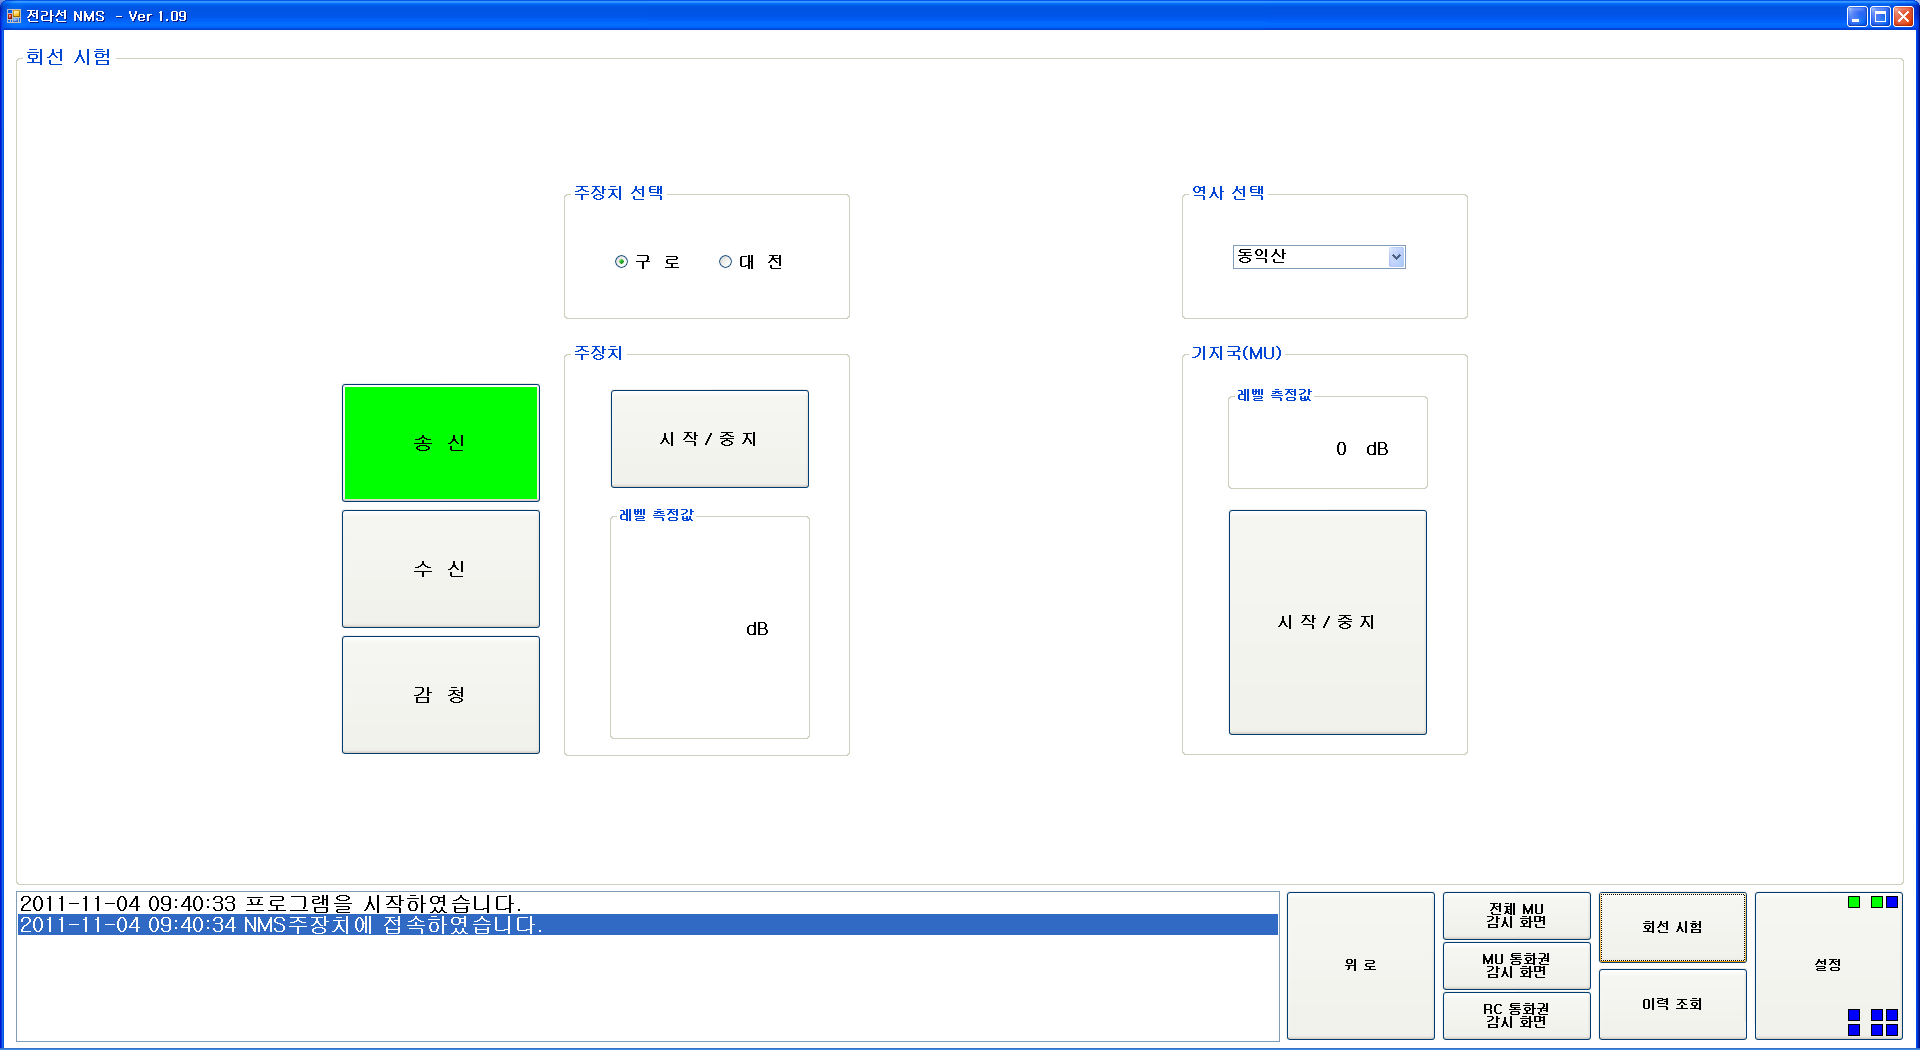 전라선 NMS - Ver 1.09
회선 시험
주장치 선택
구 로
대 전
역사 선택
동익산
주장치
시 작 / 중 지
레벨 측정값
dB
송 신
수 신
감 청
기지국(MU)
레벨 측정값
0 dB
시 작 / 중 지
2011-11-04 09:40:33 프로그램을 시작하였습니다.
2011-11-04 09:40:34 NMS주장치에 접속하였습니다.
위 로
전체 MU
감시 화면
MU 통화권
감시 화면
RC 통화권
감시 화면
회선 시험
이력 조회
설정